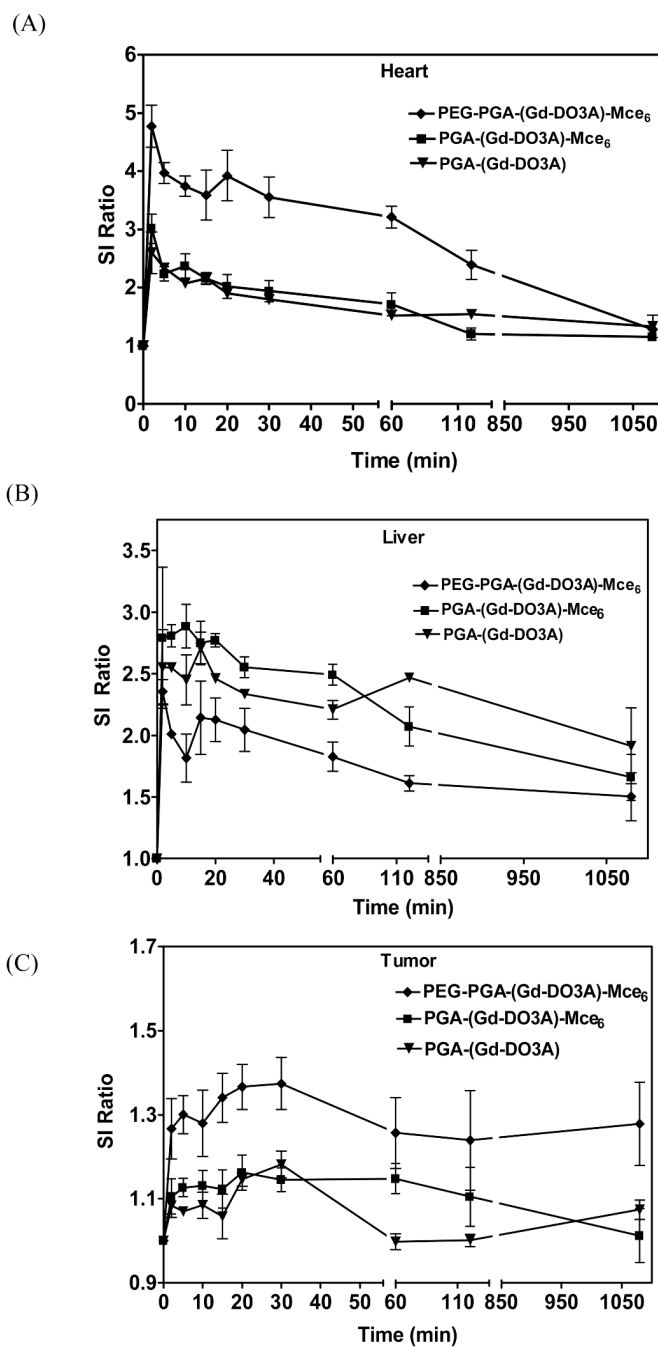 (A)
Heart
SI Ratio
6
5
4
3
2
1
0
PEG-PGA-(Gd-DO3A)-Mce₆
PGA-(Gd-DO3A)-Mce₆
PGA-(Gd-DO3A)
0 10 20 30 40 50 60 110 850 950 1050
Time (min)
(B)
Liver
SI Ratio
3.5
3.0
2.5
2.0
1.5
1.0
PEG-PGA-(Gd-DO3A)-Mce₆
PGA-(Gd-DO3A)-Mce₆
PGA-(Gd-DO3A)
0 20 40 60 110 850 950 1050
Time (min)
(C)
Tumor
SI Ratio
1.7
1.5
1.3
1.1
0.9
PEG-PGA-(Gd-DO3A)-Mce₆
PGA-(Gd-DO3A)-Mce₆
PGA-(Gd-DO3A)
0 10 20 30 40 50 60 110 850 950 1050
Time (min)